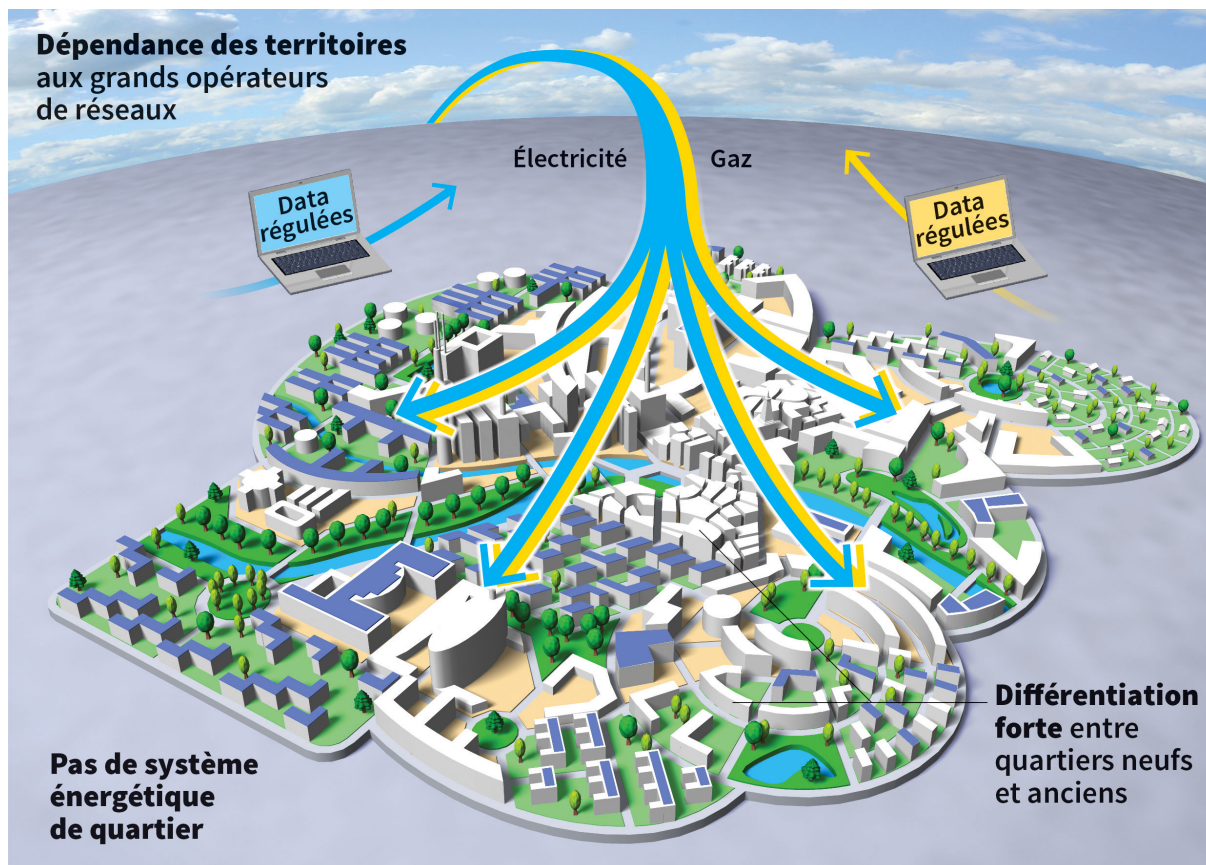 Dépendance des territoires
aux grands opérateurs
de réseaux
Électricité
Gaz
Data
régulées
Data
régulées
Différentiation
forte entre
quartiers neufs
et anciens
Pas de système
énergétique
de quartier